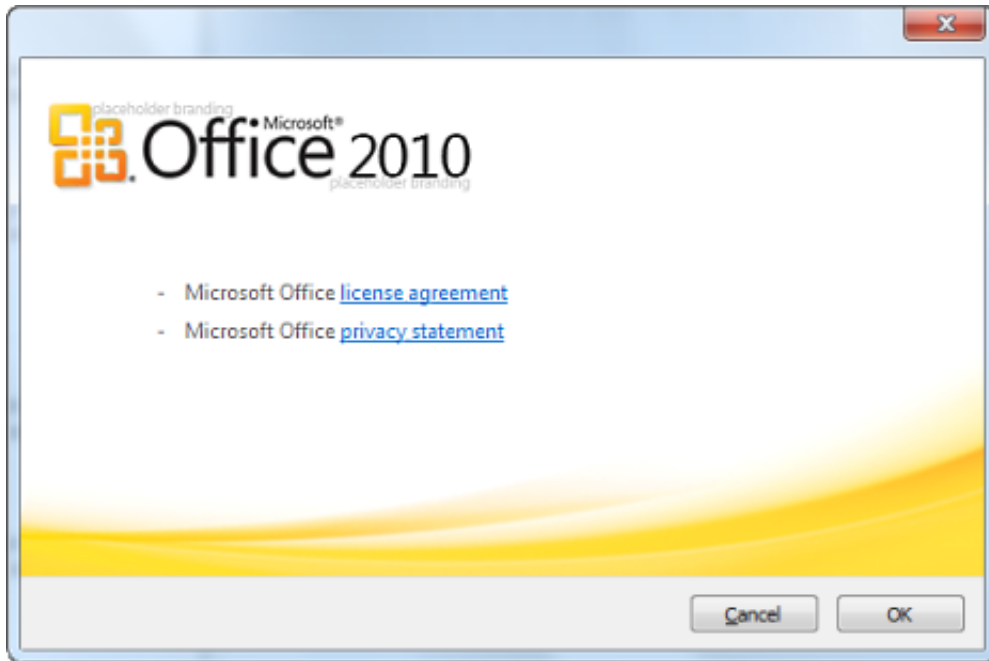 placeholder branding
Microsoft®
Office 2010
placeholder branding
- Microsoft Office license agreement
- Microsoft Office privacy statement
Cancel
OK